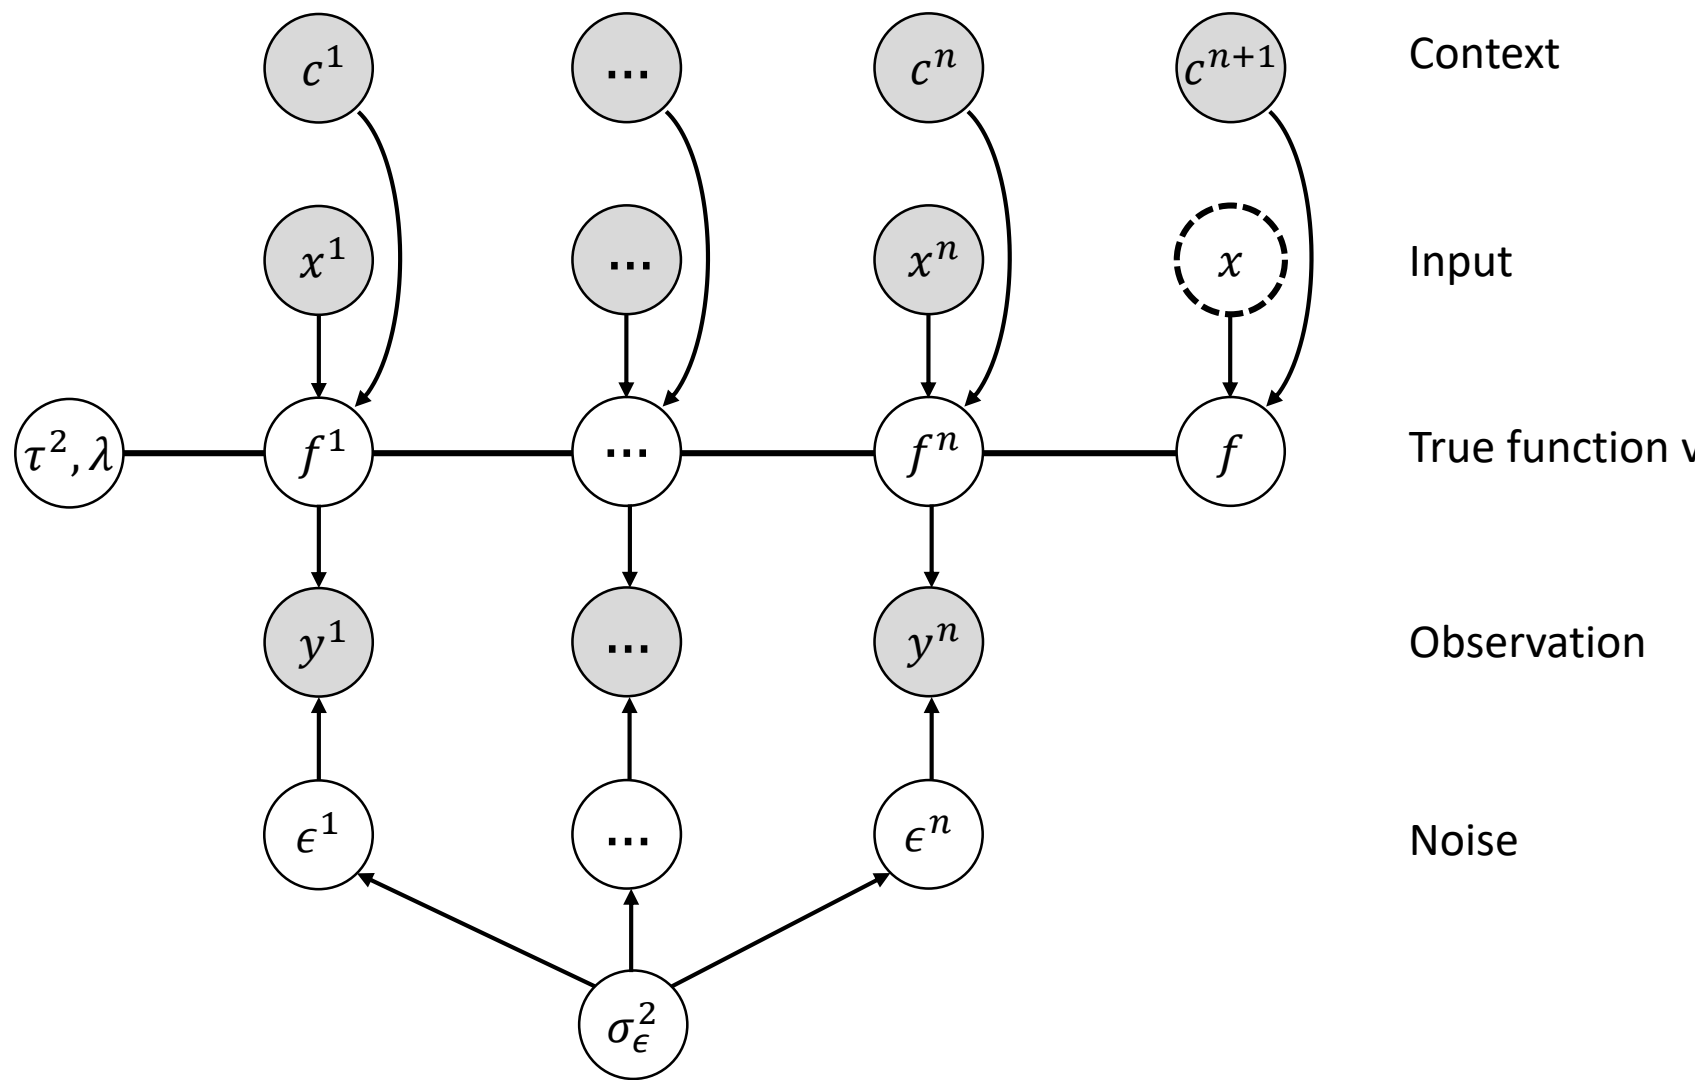 c¹ ... cⁿ cⁿ⁺¹ Context
x¹ ... xⁿ x Input
τ², λ f¹ ... fⁿ f True function
y¹ ... yⁿ Observation
ϵ¹ ... ϵⁿ Noise
σ_ϵ²